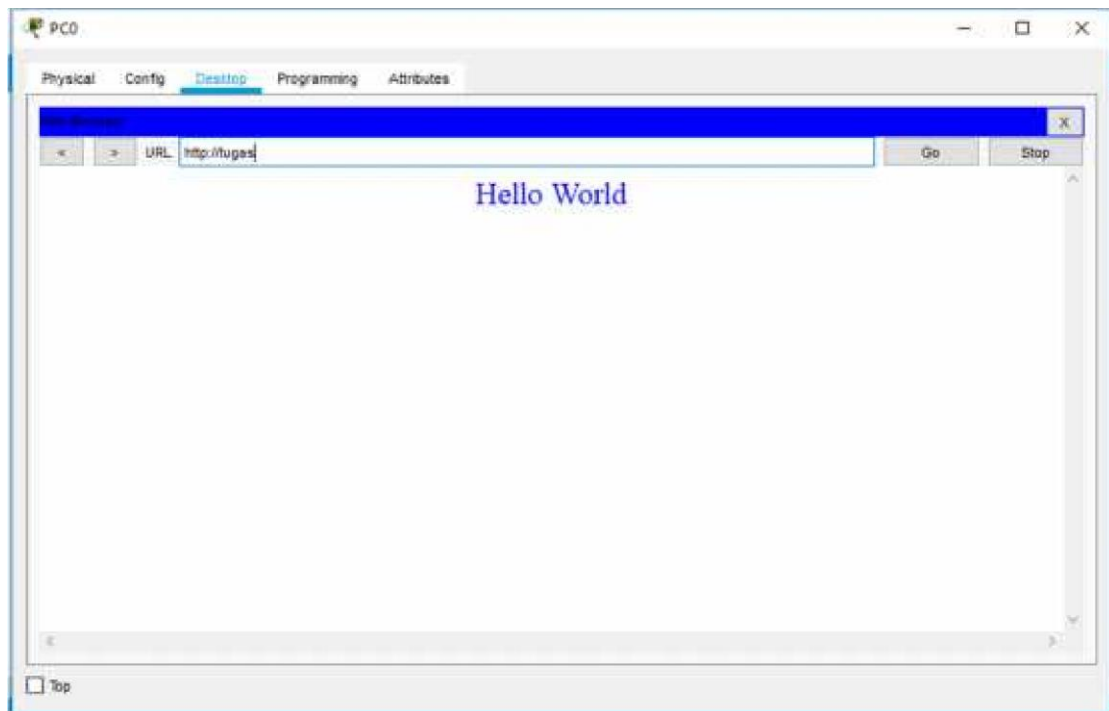 PC0
Physical Config Desktop Programming Attributes
X
< > URL http://tugas Go Stop
Hello World
Top